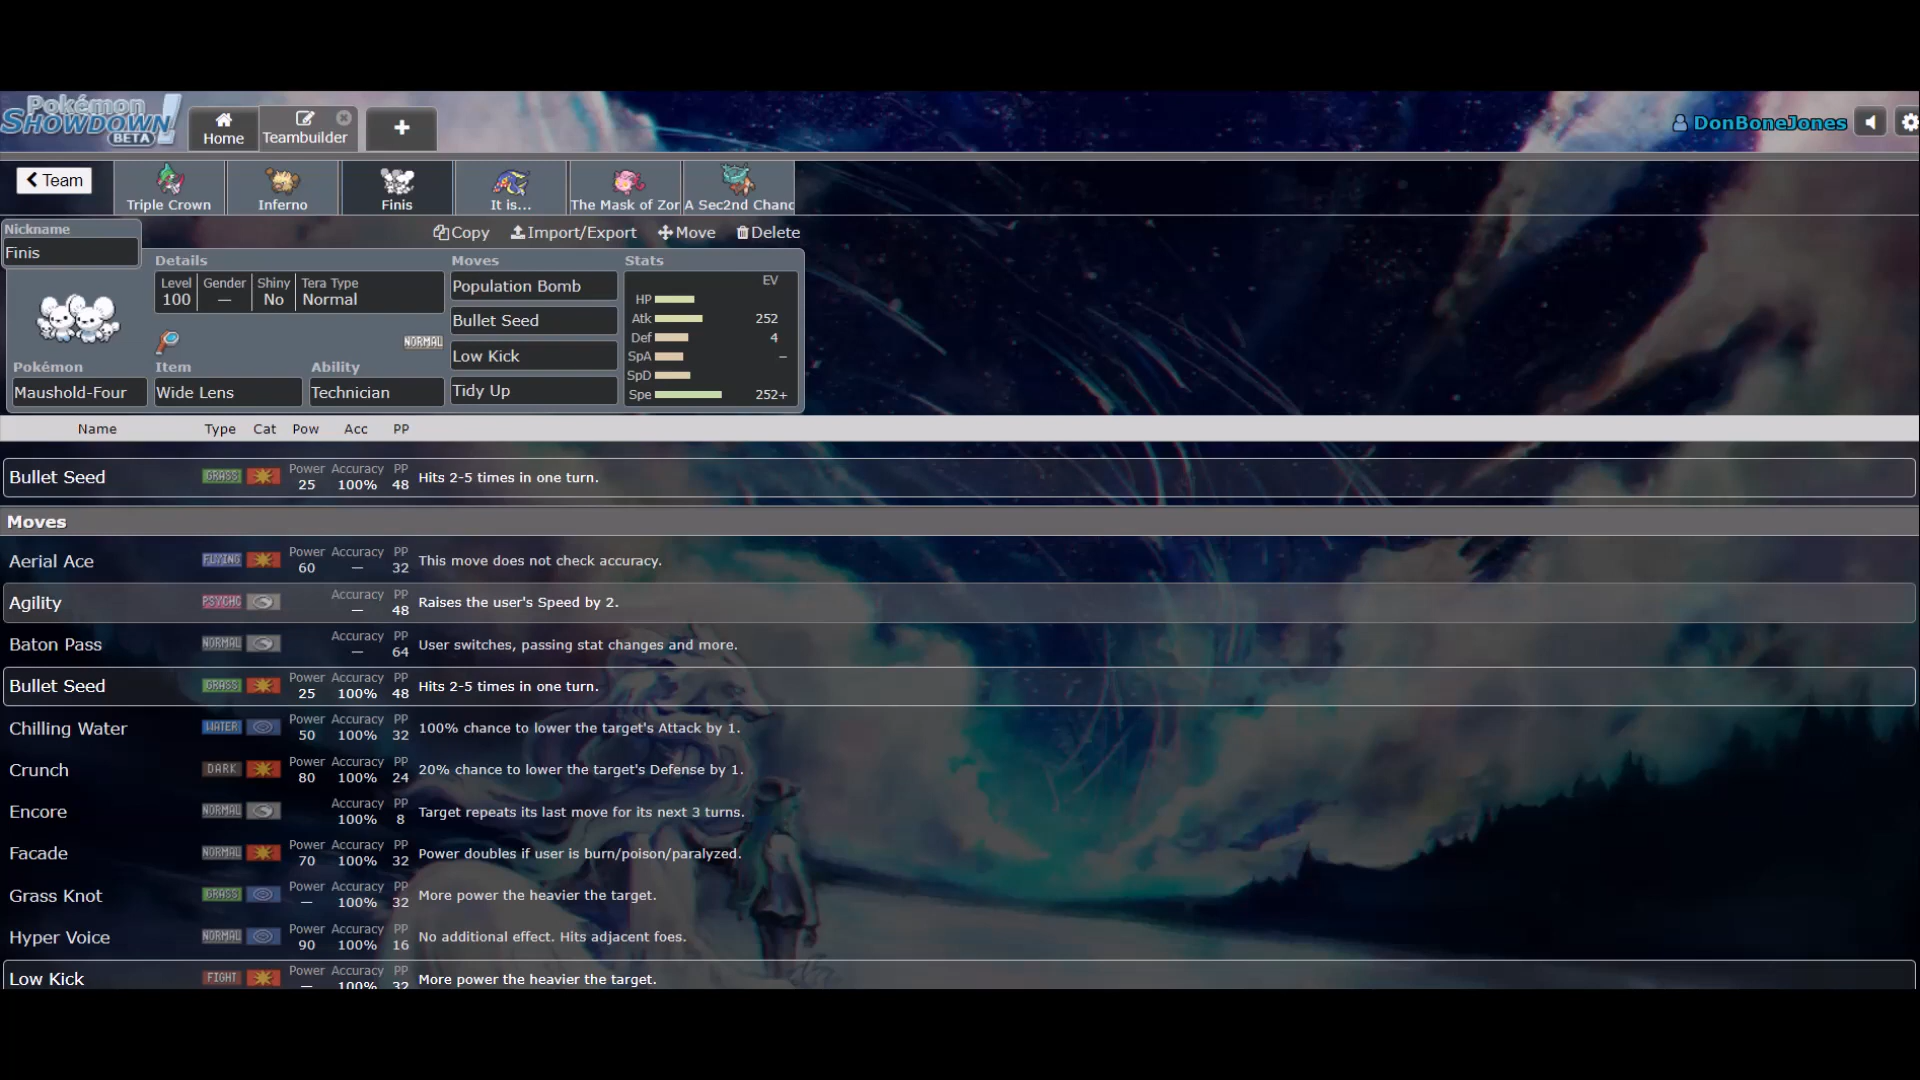 Pokémon
SHOWDOWN!
BETA
Home
Teambuilder
+
DonBoneJones
Team
Triple Crown
Inferno
Finis
It is...
The Mask of Zor
A Sec2nd Chanc
Nickname
Finis
Copy
Import/Export
Move
Delete
Details
Moves
Stats
Level
Gender
Shiny
Tera Type
100
—
No
Normal
NORMAL
Pokémon
Item
Ability
Maushold-Four
Wide Lens
Technician
Population Bomb
Bullet Seed
Low Kick
Tidy Up
EV
HP
Atk 252
Def 4
SpA –
SpD
Spe 252+
Name Type Cat Pow Acc PP
Bullet Seed GRASS Power 25 Accuracy 100% PP 48 Hits 2-5 times in one turn.
Moves
Aerial Ace FLYING Power 60 Accuracy — PP 32 This move does not check accuracy.
Agility PSYCHC Accuracy — PP 48 Raises the user's Speed by 2.
Baton Pass NORMAL Accuracy — PP 64 User switches, passing stat changes and more.
Bullet Seed GRASS Power 25 Accuracy 100% PP 48 Hits 2-5 times in one turn.
Chilling Water WATER Power 50 Accuracy 100% PP 32 100% chance to lower the target's Attack by 1.
Crunch DARK Power 80 Accuracy 100% PP 24 20% chance to lower the target's Defense by 1.
Encore NORMAL Accuracy 100% PP 8 Target repeats its last move for its next 3 turns.
Facade NORMAL Power 70 Accuracy 100% PP 32 Power doubles if user is burn/poison/paralyzed.
Grass Knot GRASS Power — Accuracy 100% PP 32 More power the heavier the target.
Hyper Voice NORMAL Power 90 Accuracy 100% PP 16 No additional effect. Hits adjacent foes.
Low Kick FIGHT Power — Accuracy 100% PP 32 More power the heavier the target.